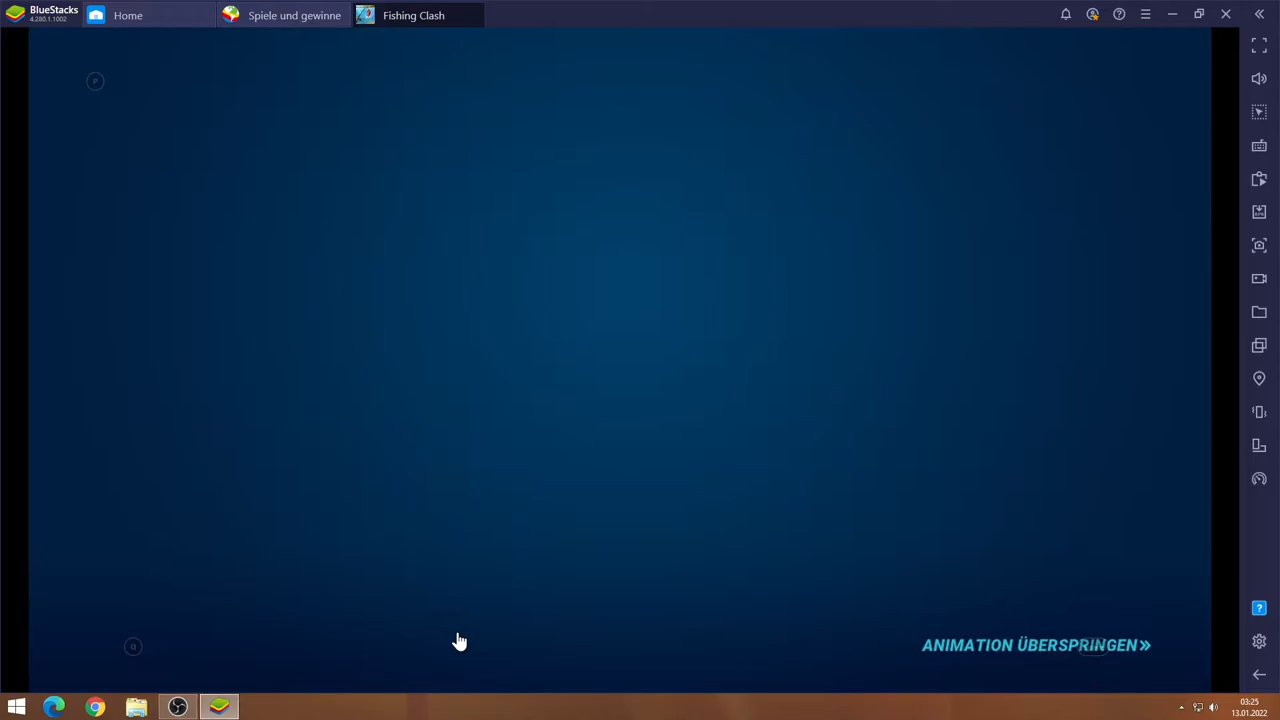 BlueStacks
4.280.1.1002
Home
Spiele und gewinne
Fishing Clash
P
Q
ANIMATION ÜBERSPRINGEN»
?
03:25
13.01.2022